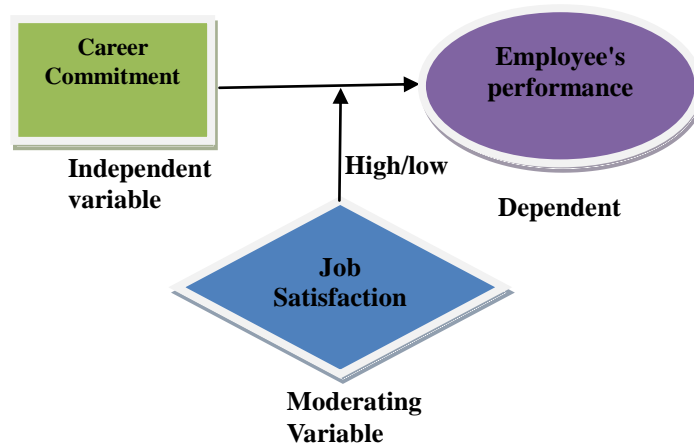 Career
Commitment
Employee's
performance
Independent
variable
High/low
Dependent
Job
Satisfaction
Moderating
Variable